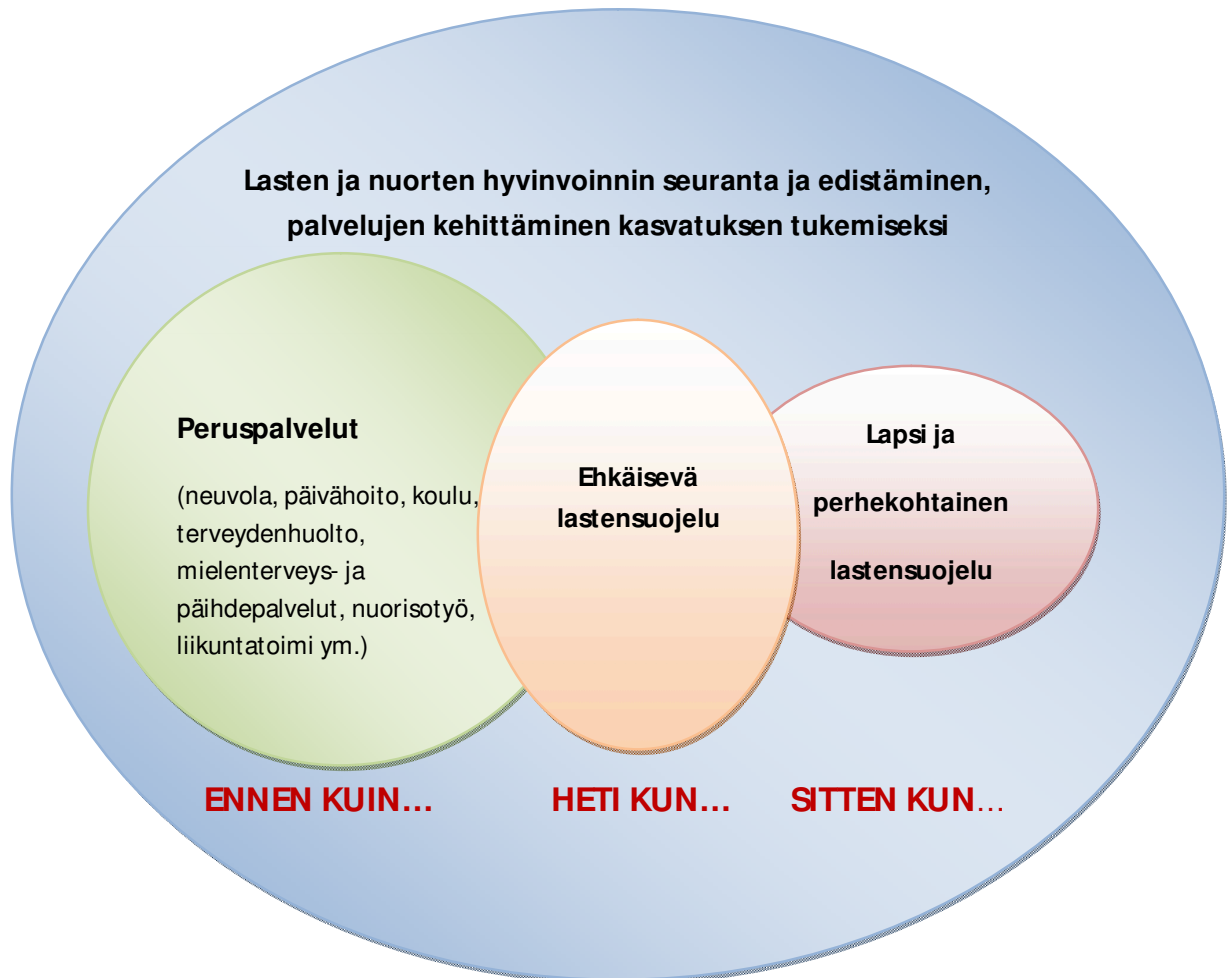 Lasten ja nuorten hyvinvoinnin seuranta ja edistäminen,
palvelujen kehittäminen kasvatuksen tukemiseksi
Peruspalvelut
(neuvola, päivähoito, koulu,
terveydenhuolto,
mielenterveys- ja
päihdepalvelut, nuorisotyö,
liikuntatoimi ym.)
Ehkäisevä
lastensuojelu
Lapsi ja
perhekohtainen
lastensuojelu
ENNEN KUIN… HETI KUN… SITTEN KUN…